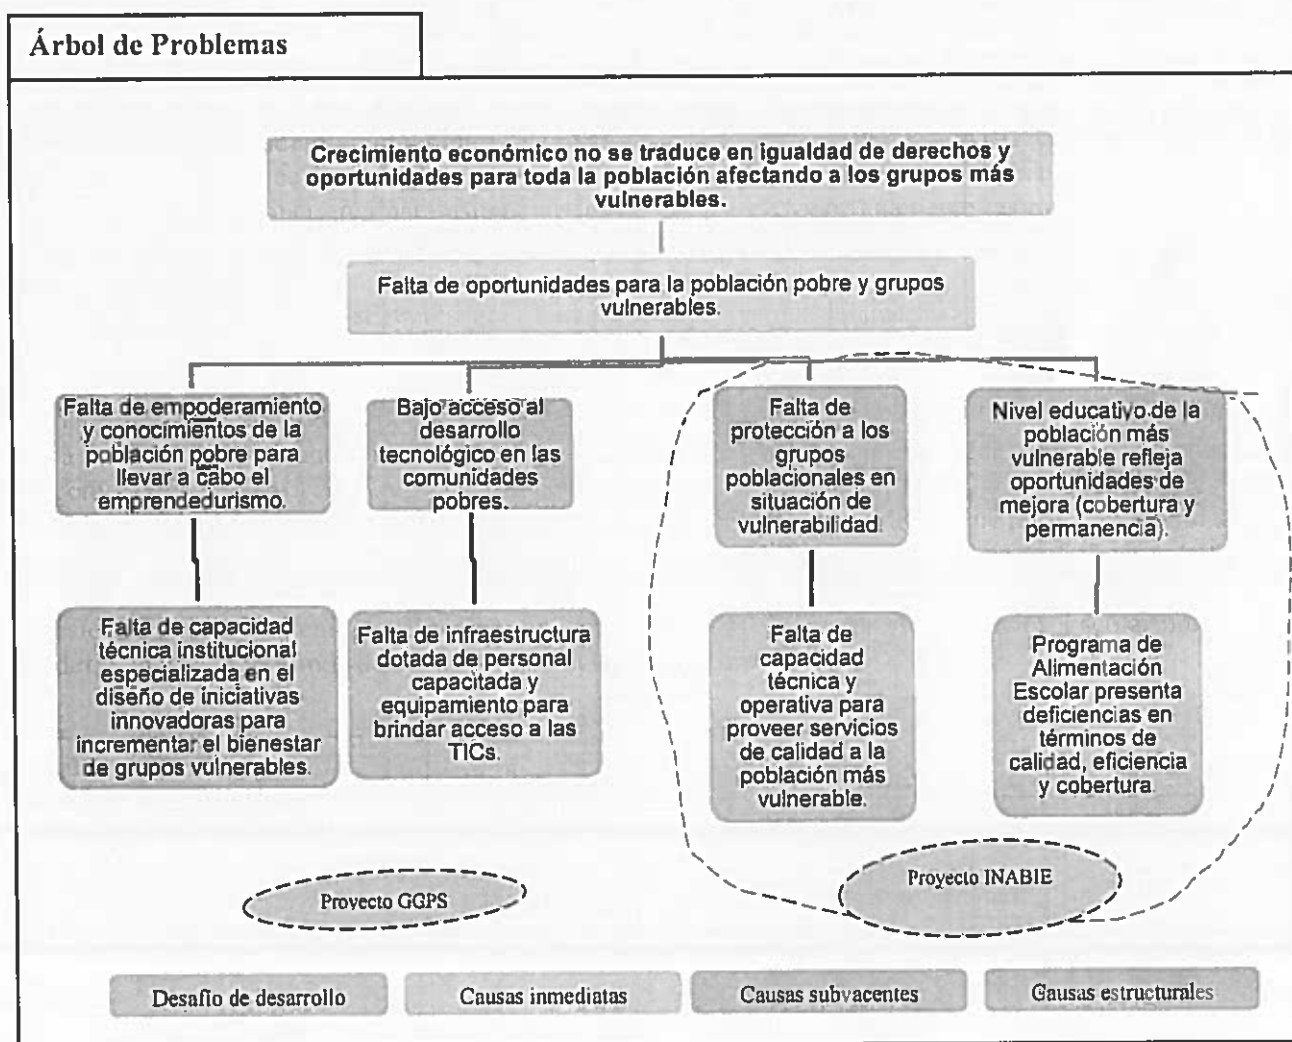 Árbol de Problemas
Crecimiento económico no se traduce en igualdad de derechos y
oportunidades para toda la población afectando a los grupos más
vulnerables.
Falta de oportunidades para la población pobre y grupos
vulnerables.
Falta de empoderamiento
y conocimientos de la
población pobre para
llevar a cabo el
emprendedurismo.
Bajo acceso al
desarrollo
tecnológico en las
comunidades
pobres.
Falta de
protección a los
grupos
poblacionales en
situación de
vulnerabilidad.
Nivel educativo de la
población más
vulnerable refleja
oportunidades de
mejora (cobertura y
permanencia).
Falta de capacidad
técnica institucional
especializada en el
diseño de iniciativas
innovadoras para
incrementar el bienestar
de grupos vulnerables.
Falta de infraestructura
dotada de personal
capacitada y
equipamiento para
brindar acceso a las
TICs.
Falta de
capacidad
técnica y
operativa para
proveer servicios
de calidad a la
población más
vulnerable.
Programa de
Alimentación
Escolar presenta
deficiencias en
términos de
calidad, eficiencia
y cobertura.
Proyecto GGPS
Proyecto INABIE
Desafío de desarrollo
Causas inmediatas
Causas subyacentes
Causas estructurales